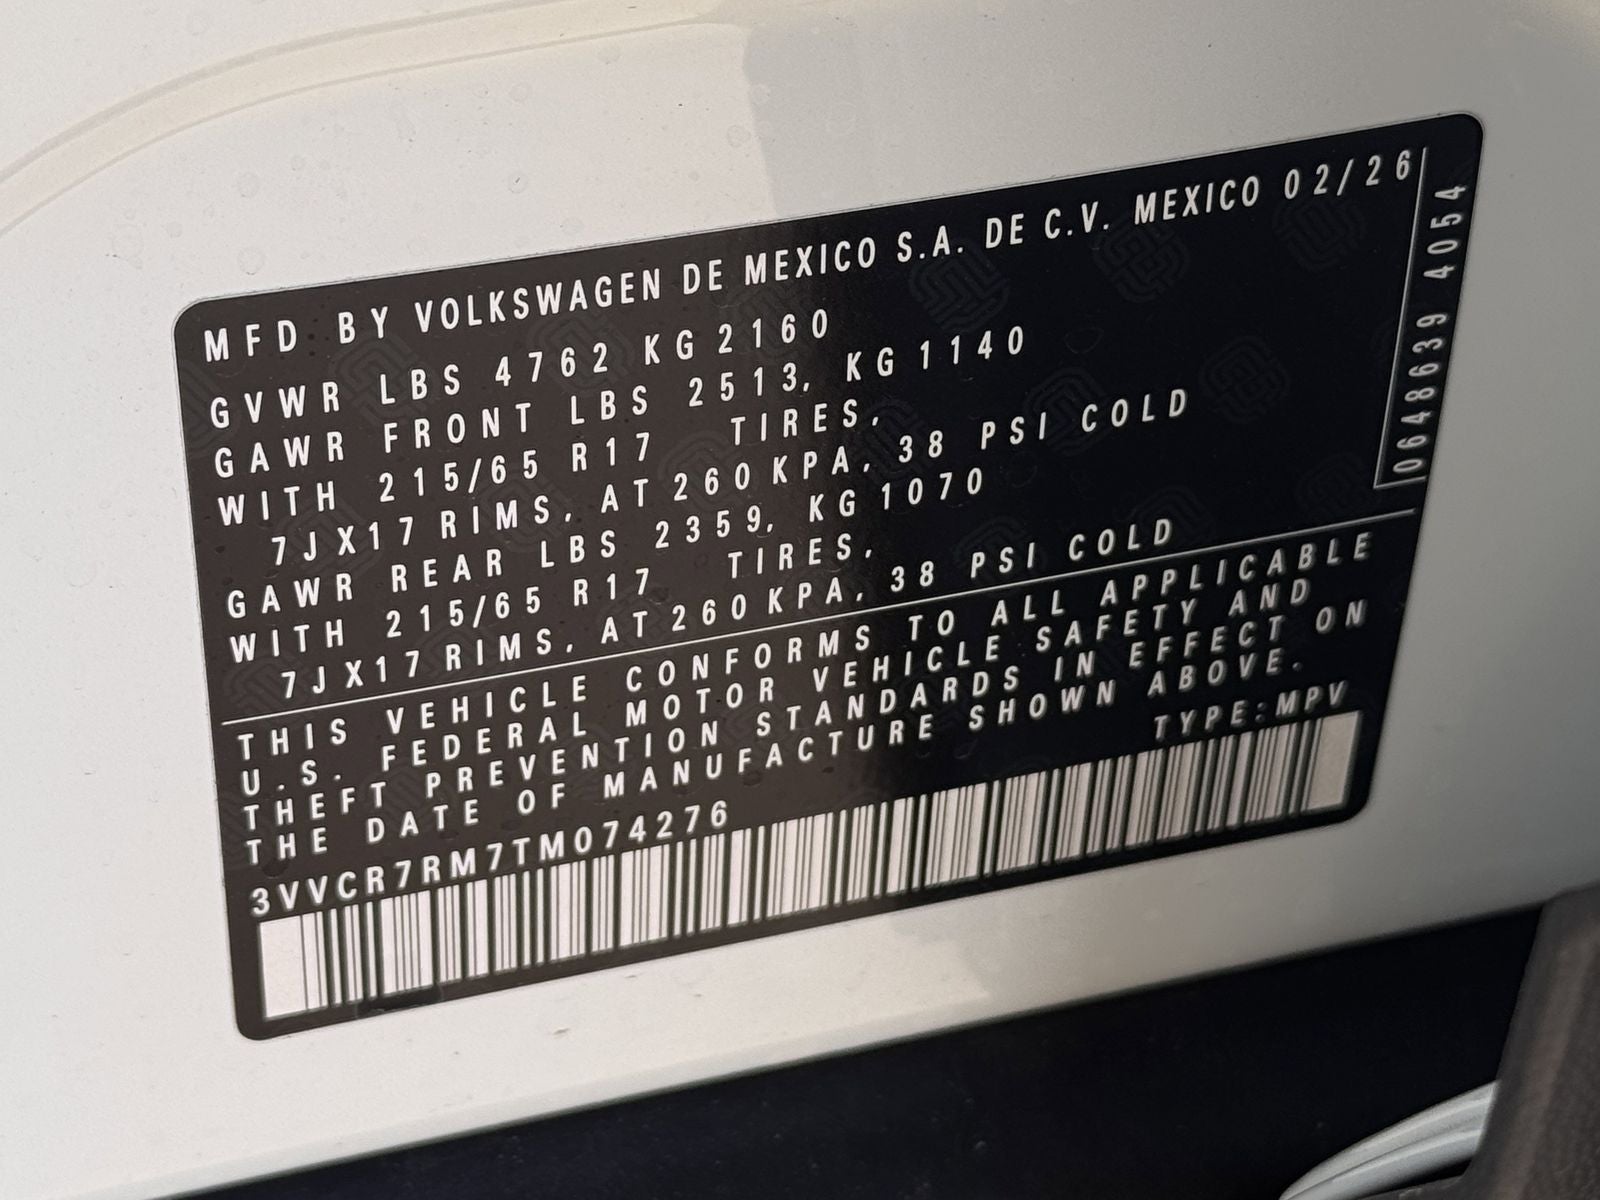 MFD BY VOLKSWAGEN DE MEXICO S.A. DE C.V. MEXICO 02/26
GVWR LBS 4762 KG 2160
GAWR FRONT LBS 2513, KG 1140
WITH 215/65 R17 TIRES,
7JX17 RIMS, AT 260 KPA, 38 PSI COLD
GAWR REAR LBS 2359, KG 1070
WITH 215/65 R17 TIRES,
7JX17 RIMS, AT 260 KPA, 38 PSI COLD
THIS VEHICLE CONFORMS TO ALL APPLICABLE
U.S. FEDERAL MOTOR VEHICLE SAFETY AND
THEFT PREVENTION STANDARDS IN EFFECT ON
THE DATE OF MANUFACTURE SHOWN ABOVE.
TYPE:MPV
3VVCR7RM7TM074276
0648639 4054